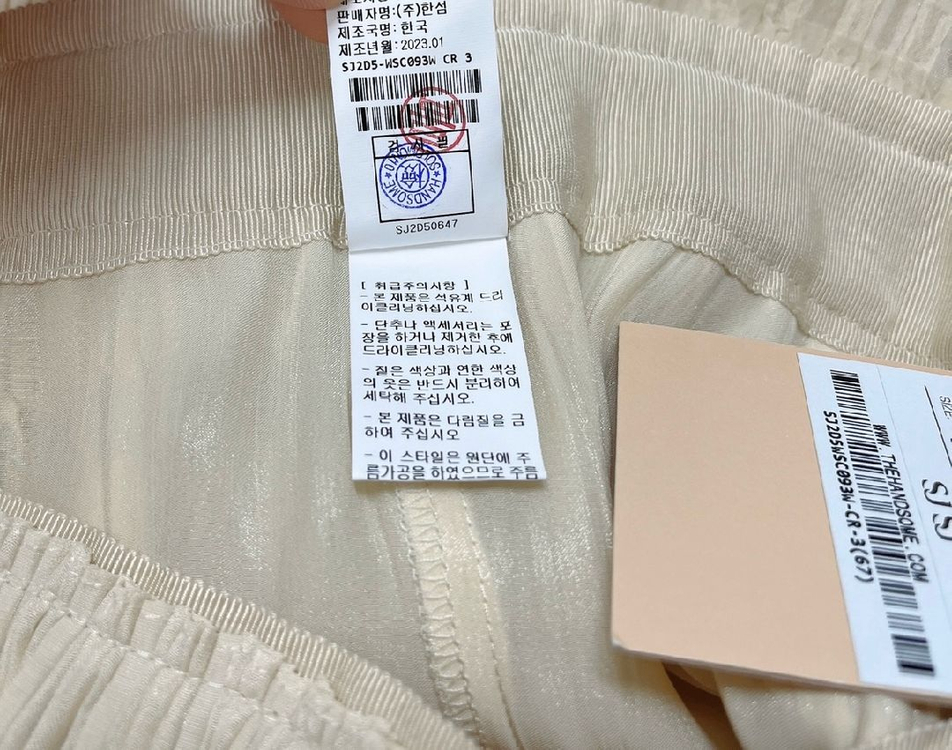 판매자명:(주)한섬
제조국명: 한국
제조년월: 2023.01
SJ2D5-WSC093W CR 3
검 사 필
HANDSOME
SJ2D50647
[ 취급주의사항 ]
- 본 제품은 석유계 드라
이클리닝하십시오.
- 단추나 액세서리는 포
장을 하거나 제거한 후에
드라이클리닝하십시오.
- 짙은 색상과 연한 색상
의 옷은 반드시 분리하여
세탁해 주십시오.
- 본 제품은 다림질을 금
하여 주십시오
- 이 스타일은 원단에 주
름가공을 하였으므로 주름
SIZE
SJSJ
WWW.THEHANDSOME.COM
SJ2D5WSC093W-CR-3(67)